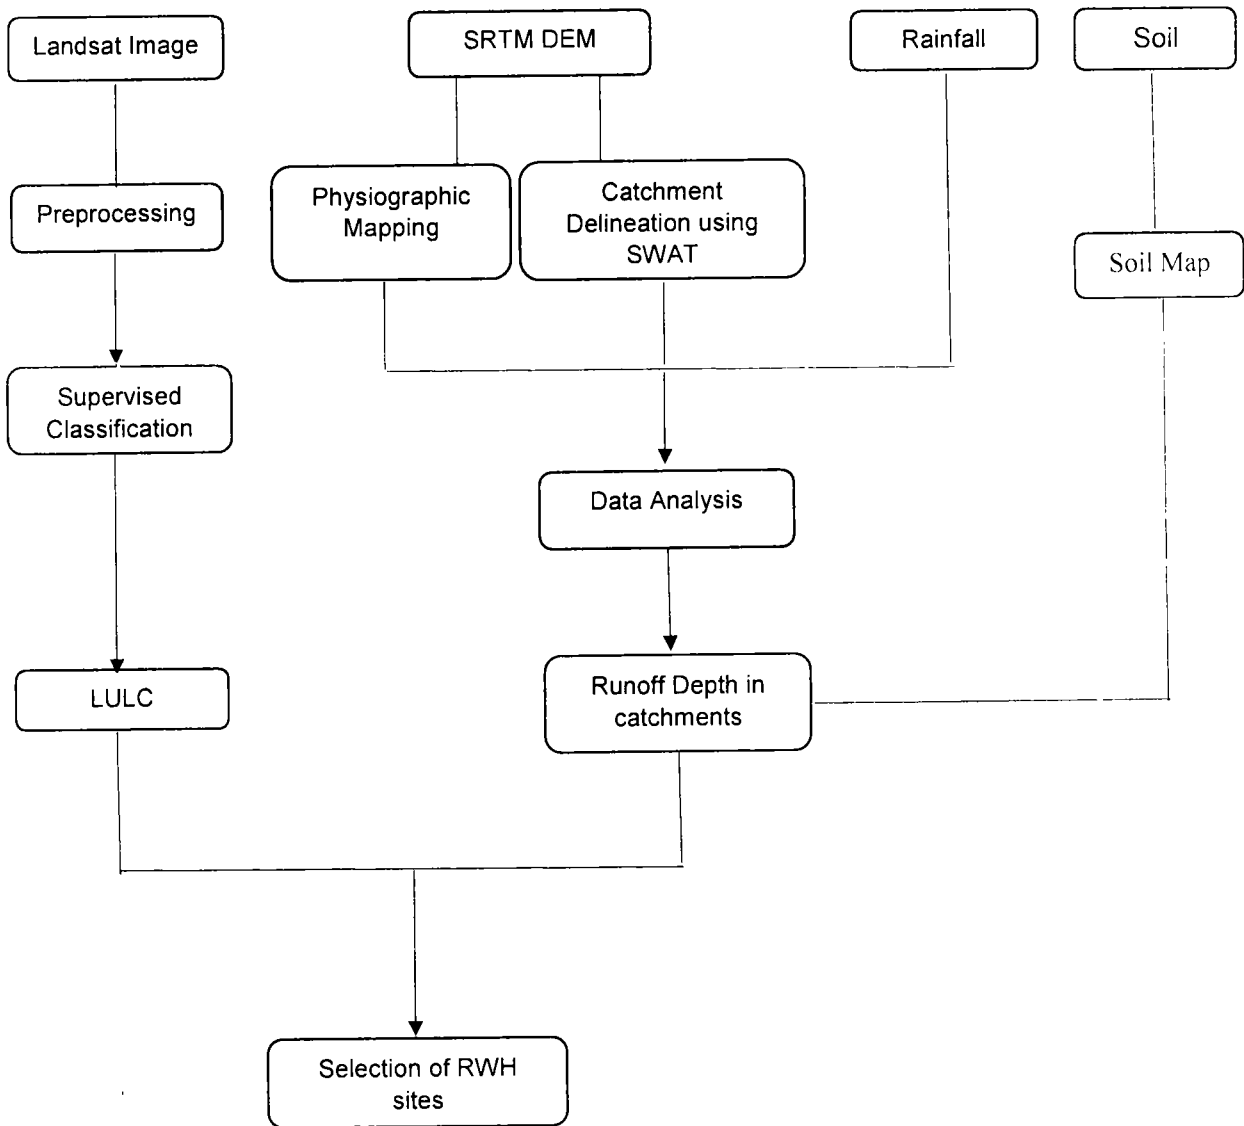 Landsat Image
SRTM DEM
Rainfall
Soil
Preprocessing
Physiographic
Mapping
Catchment
Delineation using
SWAT
Soil Map
Supervised
Classification
Data Analysis
LULC
Runoff Depth in
catchments
Selection of RWH
sites